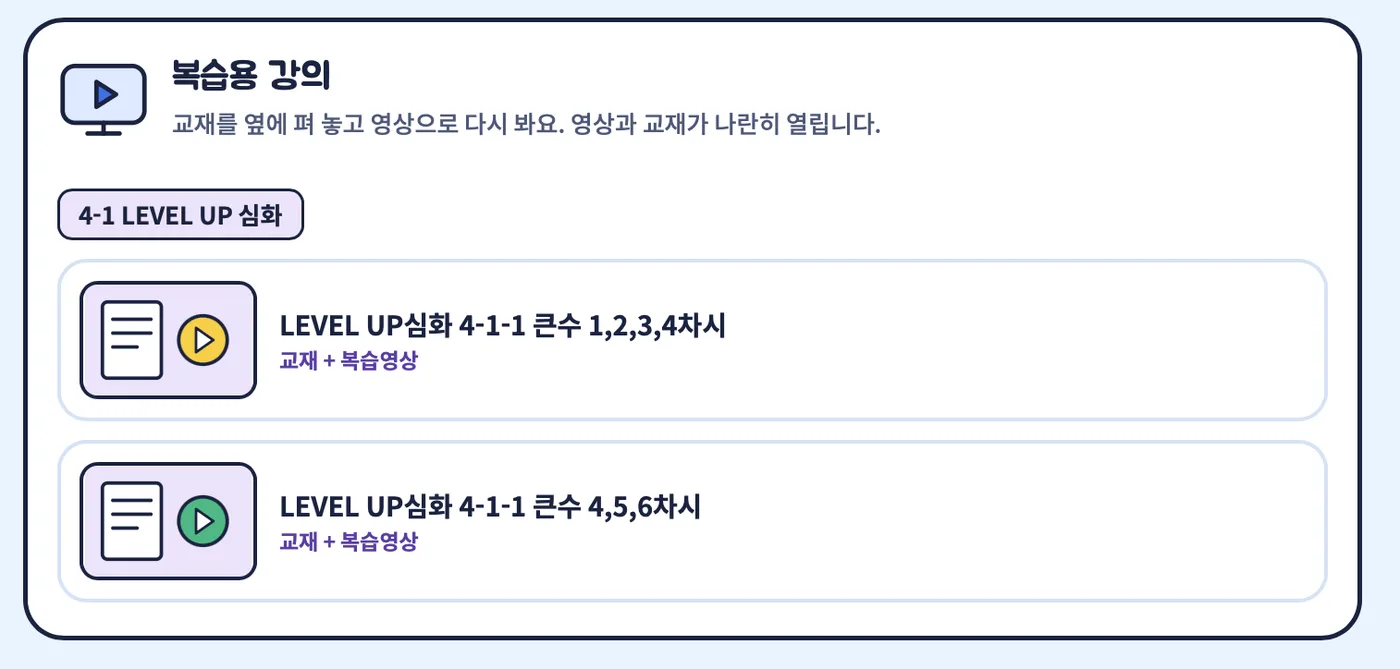 복습용 강의
교재를 옆에 펴 놓고 영상으로 다시 봐요. 영상과 교재가 나란히 열립니다.
4-1 LEVEL UP 심화
LEVEL UP심화 4-1-1 큰수 1,2,3,4차시
교재 + 복습영상
LEVEL UP심화 4-1-1 큰수 4,5,6차시
교재 + 복습영상